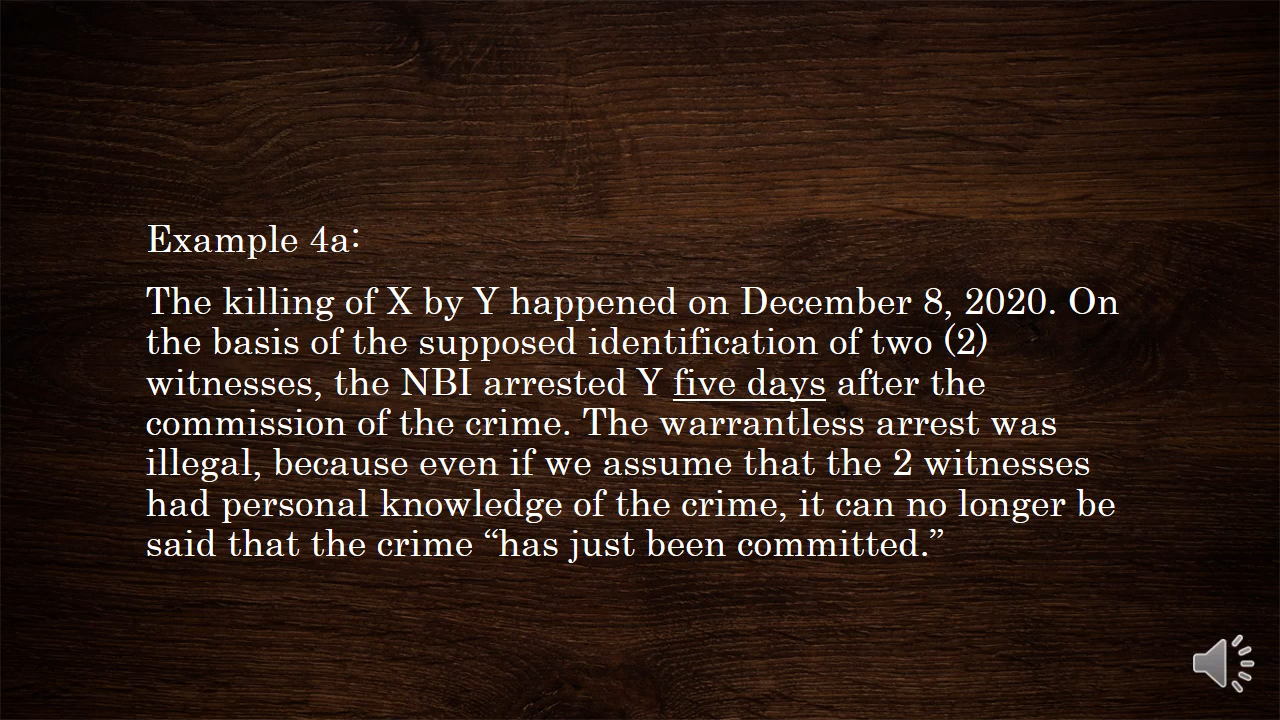 Example 4a:
The killing of X by Y happened on December 8, 2020. On
the basis of the supposed identification of two (2)
witnesses, the NBI arrested Y five days after the
commission of the crime. The warrantless arrest was
illegal, because even if we assume that the 2 witnesses
had personal knowledge of the crime, it can no longer be
said that the crime “has just been committed.”